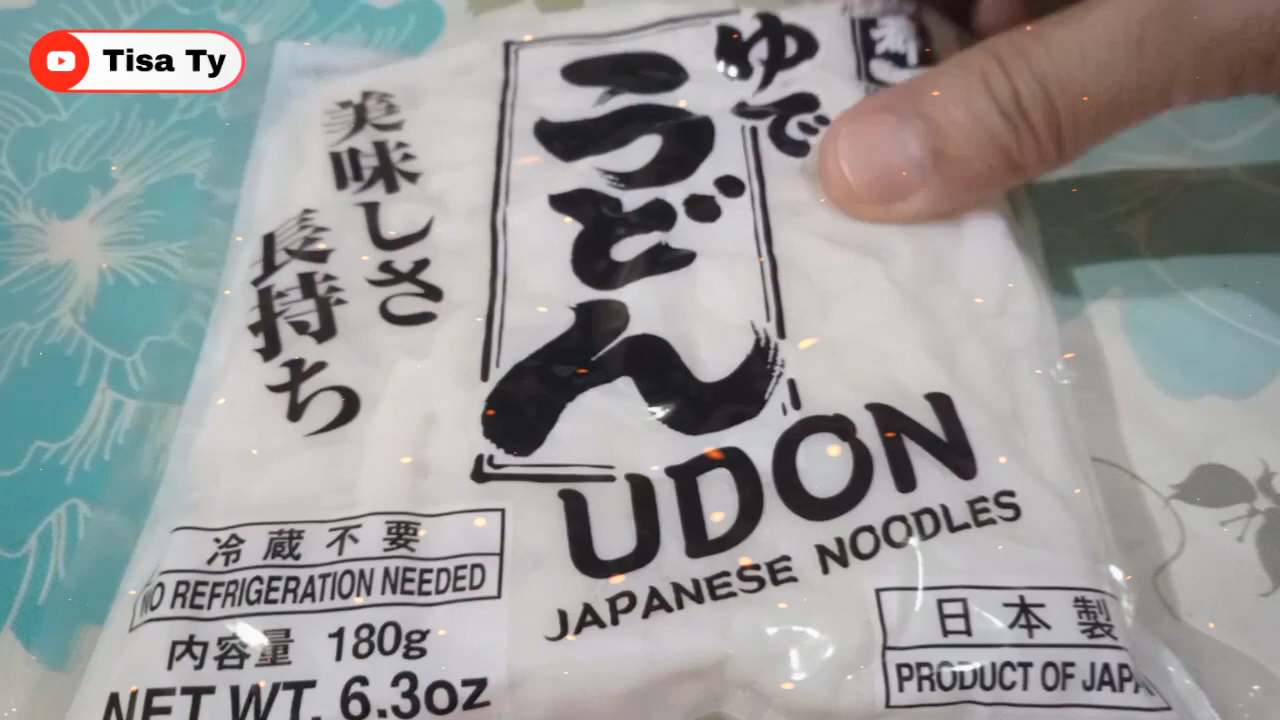 Tisa Ty
ゆで
うどん
美味しさ
長持ち
UDON
JAPANESE NOODLES
冷蔵不要
NO REFRIGERATION NEEDED
内容量 180g
NET WT. 6.3oz
日本製
PRODUCT OF JAPA